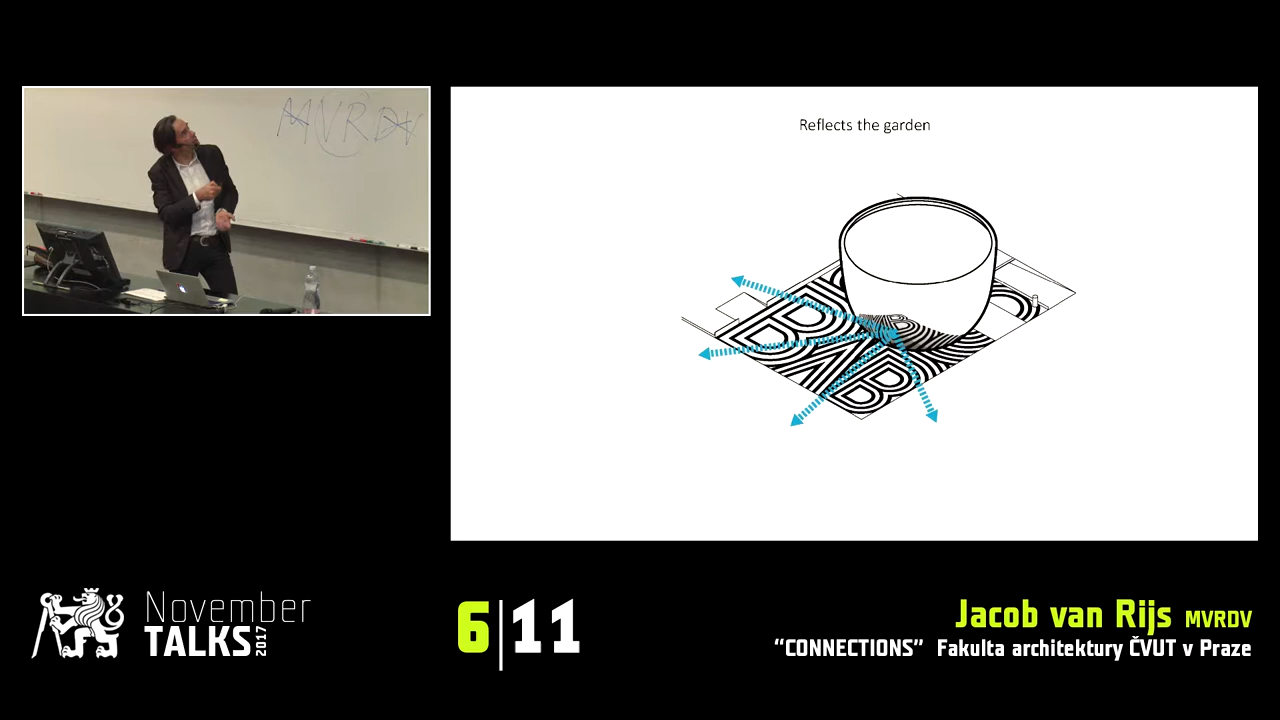 MVRDV
Reflects the garden
November
TALKS 2017
6|11
Jacob van Rijs MVRDV
“CONNECTIONS” Fakulta architektury ČVUT v Praze